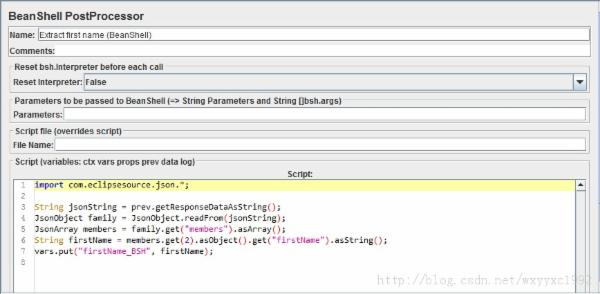 BeanShell PostProcessor
Name: Extract first name (BeanShell)
Comments:
Reset bsh.Interpreter before each call
Reset Interpreter: False
Parameters to be passed to BeanShell (=> String Parameters and String []bsh.args)
Parameters:
Script file (overrides script)
File Name:
Script (variables: ctx vars props prev data log)
Script:
1 import com.eclipsesource.json.*;
2
3 String jsonString = prev.getResponseDataAsString();
4 JsonObject family = JsonObject.readFrom(jsonString);
5 JsonArray members = family.get("members").asArray();
6 String firstName = members.get(2).asObject().get("firstName").asString();
7 vars.put("firstName_BSH", firstName);
8
http://blog.csdn.net/wxyyxc1992